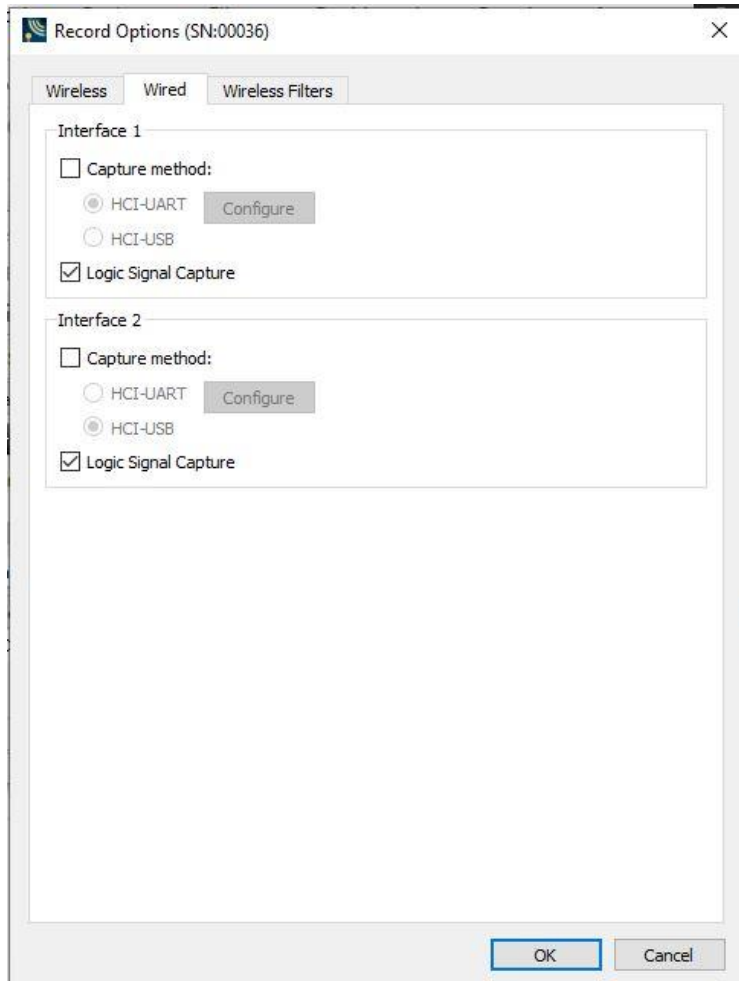 Record Options (SN:00036)
Wireless Wired Wireless Filters
Interface 1
Capture method:
HCI-UART Configure
HCI-USB
Logic Signal Capture
Interface 2
Capture method:
HCI-UART Configure
HCI-USB
Logic Signal Capture
OK Cancel